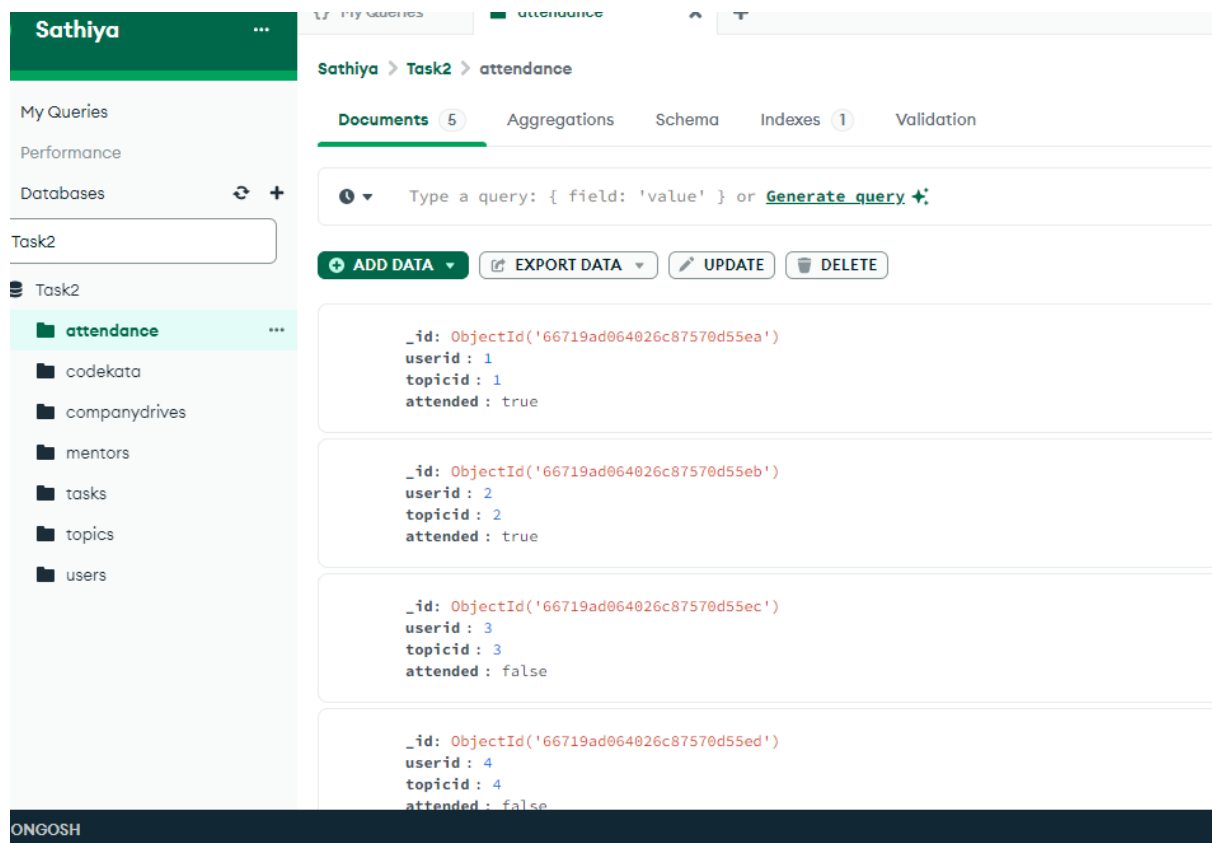 Sathiya ...
My Queries
attendance
Sathiya > Task2 > attendance
My Queries
Performance
Databases
Task2
Task2
attendance ...
codekata
companydrives
mentors
tasks
topics
users
Documents 5 Aggregations Schema Indexes 1 Validation
Type a query: { field: 'value' } or Generate query
ADD DATA EXPORT DATA UPDATE DELETE
_id: ObjectId('66719ad064026c87570d55ea')
userid : 1
topicid : 1
attended : true
_id: ObjectId('66719ad064026c87570d55eb')
userid : 2
topicid : 2
attended : true
_id: ObjectId('66719ad064026c87570d55ec')
userid : 3
topicid : 3
attended : false
_id: ObjectId('66719ad064026c87570d55ed')
userid : 4
topicid : 4
attended : false
ONGOSH